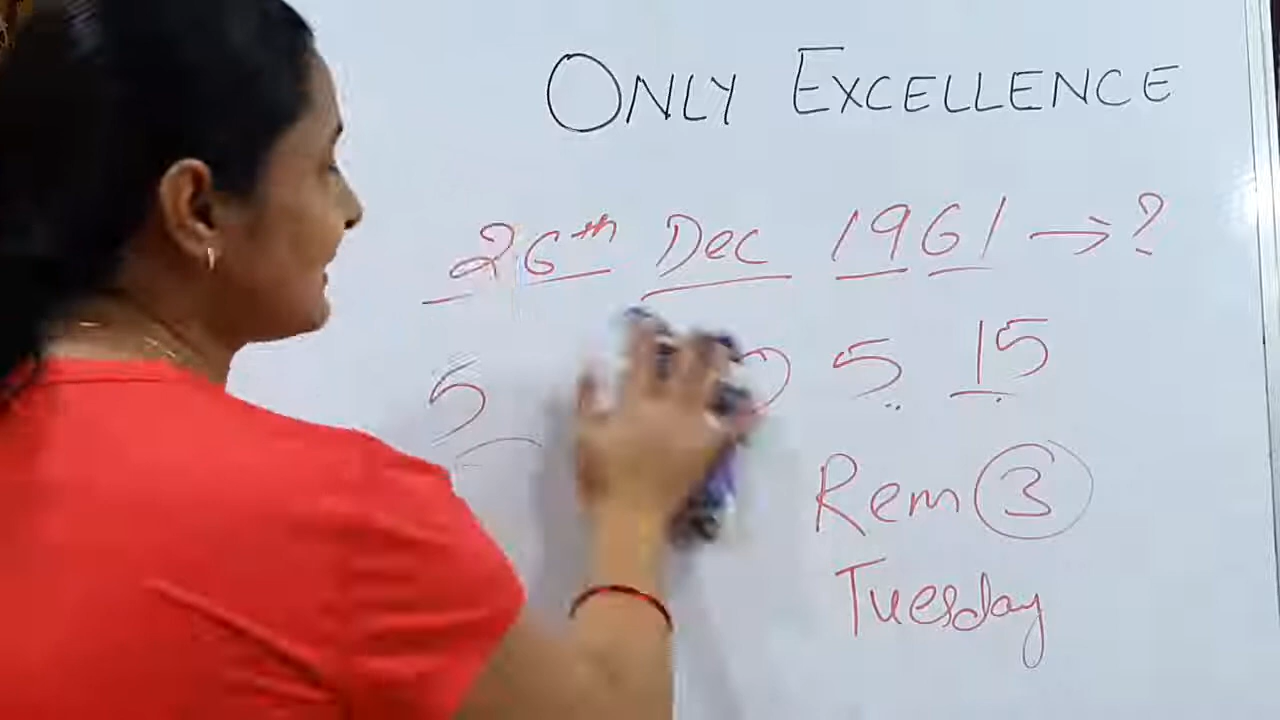 ONLY EXCELLENCE
26th Dec 1961 → ?
5 5 15
Rem 3
Tuesday